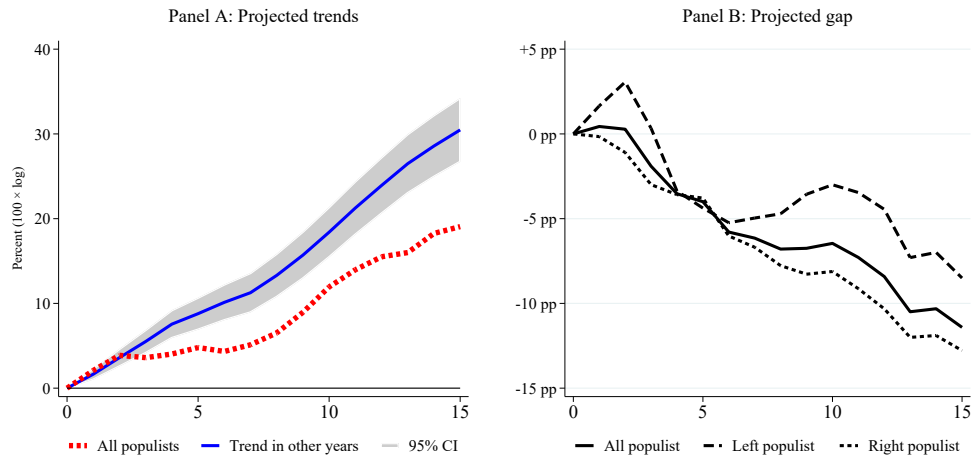 Panel A: Projected trends
Percent (100 × log)
40
30
20
10
0
0 5 10 15
All populists Trend in other years 95% CI
Panel B: Projected gap
+5 pp
0 pp
-5 pp
-10 pp
-15 pp
0 5 10 15
All populist Left populist Right populist